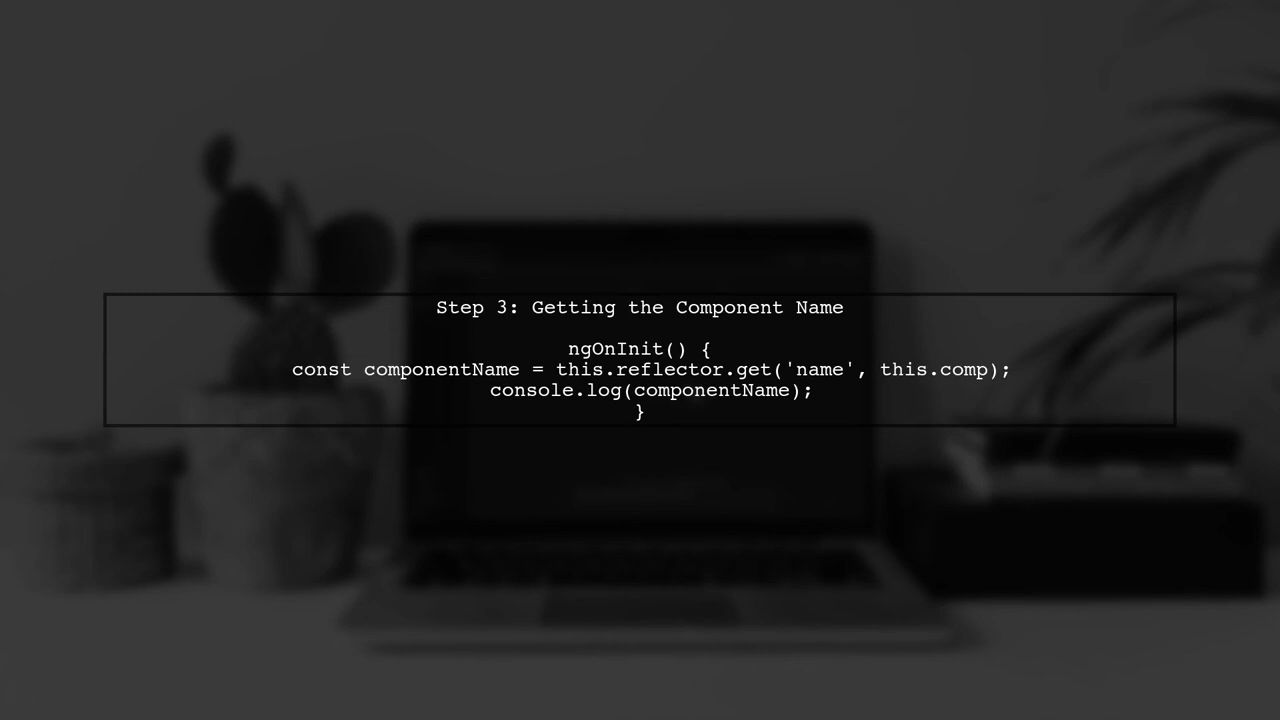 Step 3: Getting the Component Name
ngOnInit() {
const componentName = this.reflector.get('name', this.comp);
console.log(componentName);
}